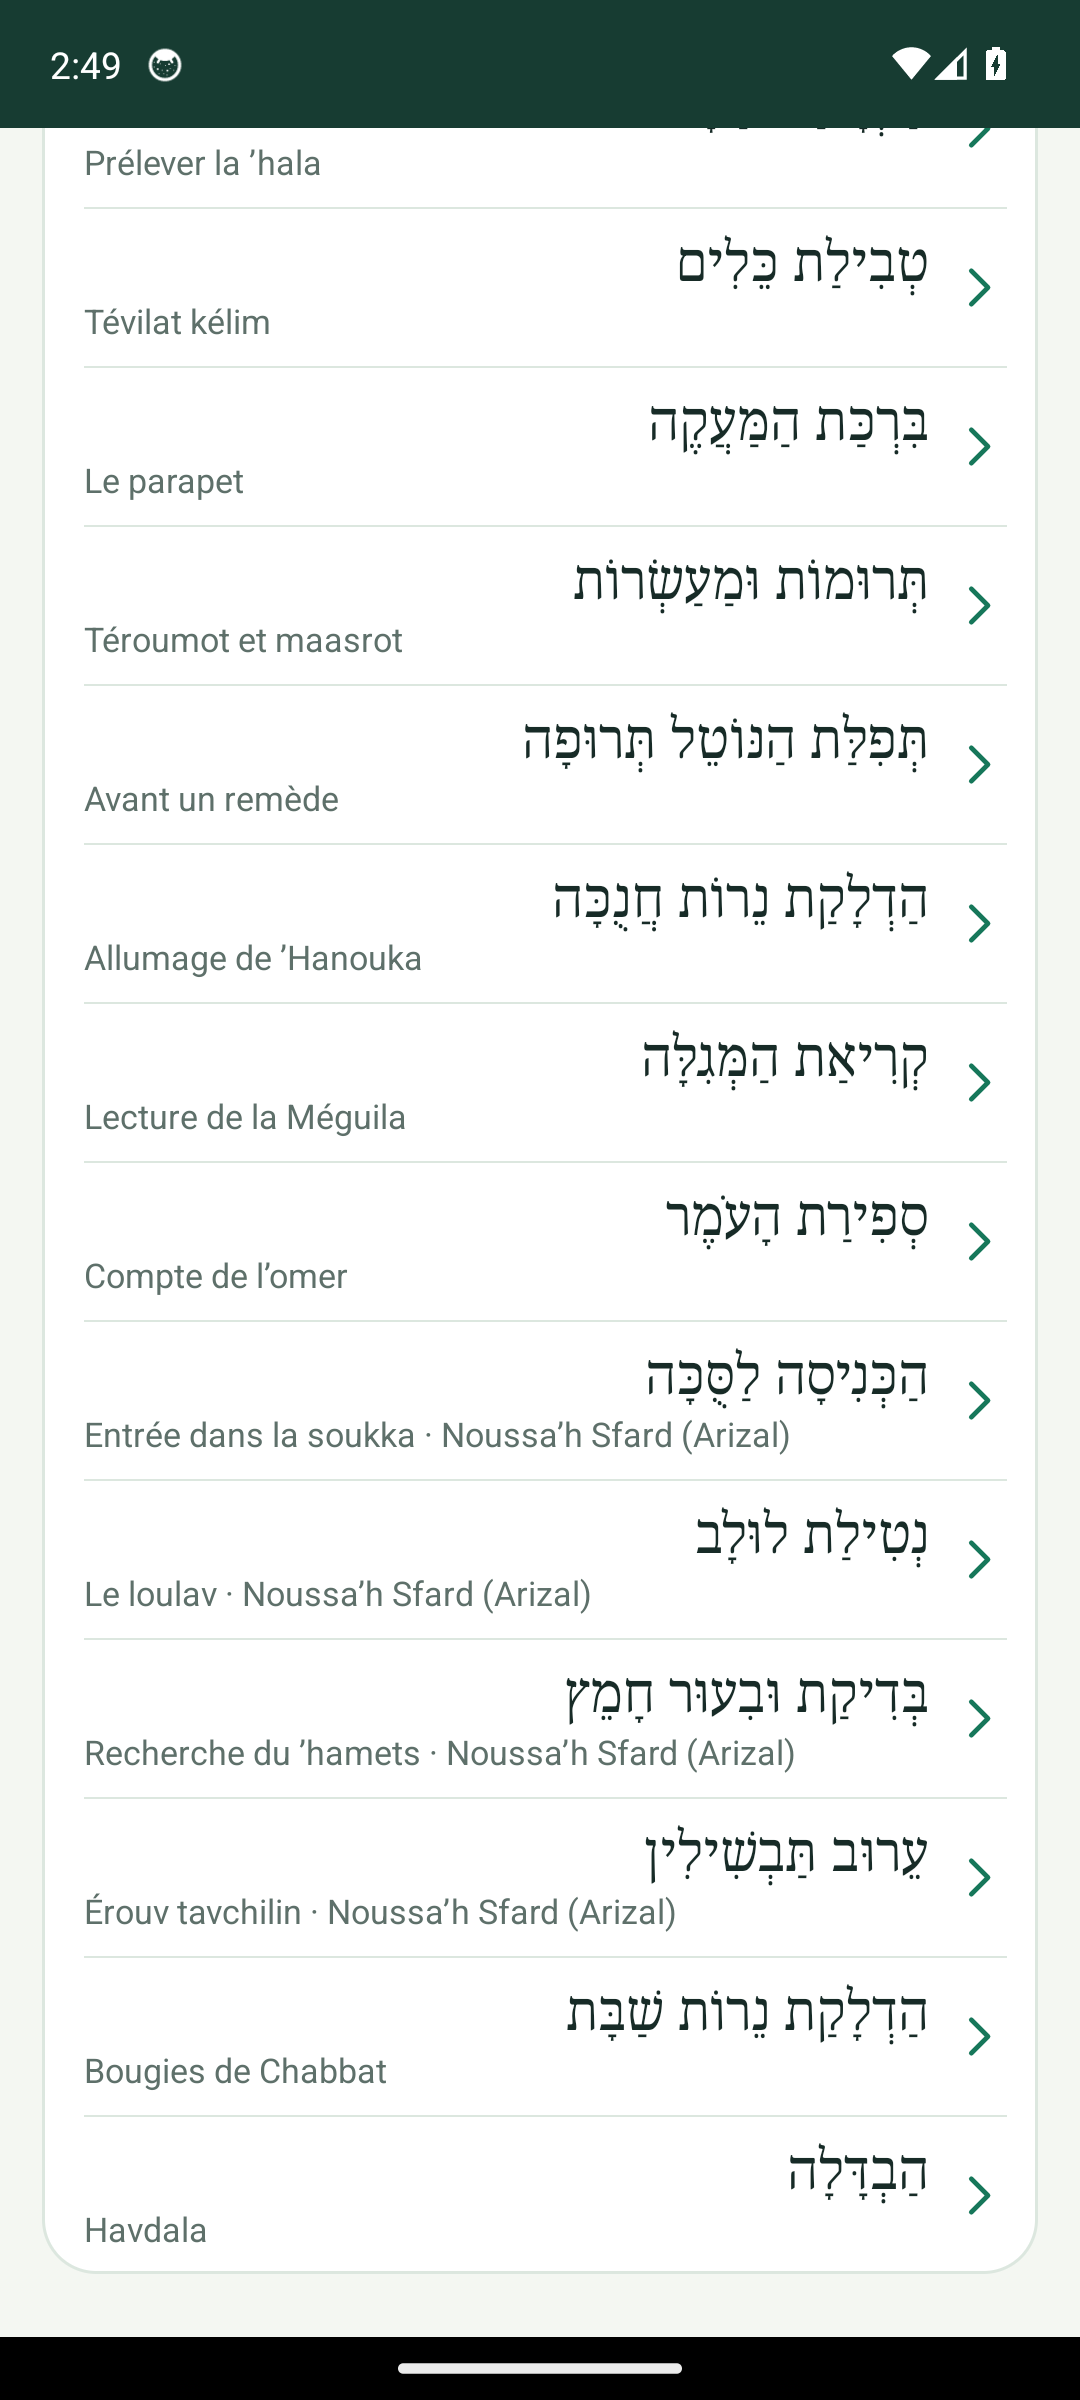 2:49
Prélever la ’hala
טְבִילַת כֵּלִים
Tévilat kélim
בִּרְכַּת הַמַּעֲקֶה
Le parapet
תְּרוּמוֹת וּמַעַשְׂרוֹת
Téroumot et maasrot
תְּפִלַּת הַנּוֹטֵל תְּרוּפָה
Avant un remède
הַדְלָקַת נֵרוֹת חֲנֻכָּה
Allumage de ’Hanouka
קְרִיאַת הַמְּגִלָּה
Lecture de la Méguila
סְפִירַת הָעֹמֶר
Compte de l’omer
הַכְּנִיסָה לַסֻּכָּה
Entrée dans la soukka · Noussa’h Sfard (Arizal)
נְטִילַת לוּלָב
Le loulav · Noussa’h Sfard (Arizal)
בְּדִיקַת וּבִעוּר חָמֵץ
Recherche du ’hamets · Noussa’h Sfard (Arizal)
עֵרוּב תַּבְשִׁילִין
Érouv tavchilin · Noussa’h Sfard (Arizal)
הַדְלָקַת נֵרוֹת שַׁבָּת
Bougies de Chabbat
הַבְדָּלָה
Havdala